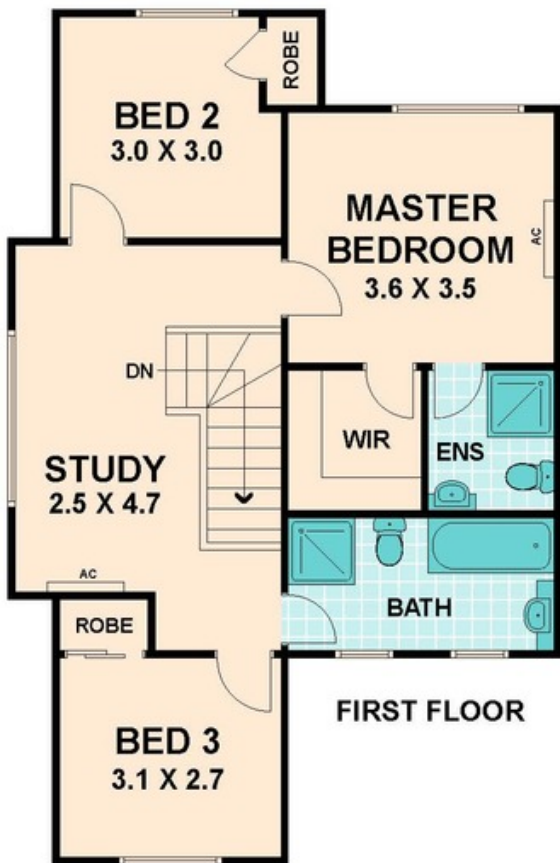 ROBE
BED 2
3.0 X 3.0
MASTER
BEDROOM
3.6 X 3.5
AC
DN
WIR
ENS
STUDY
2.5 X 4.7
AC
ROBE
BATH
BED 3
3.1 X 2.7
FIRST FLOOR